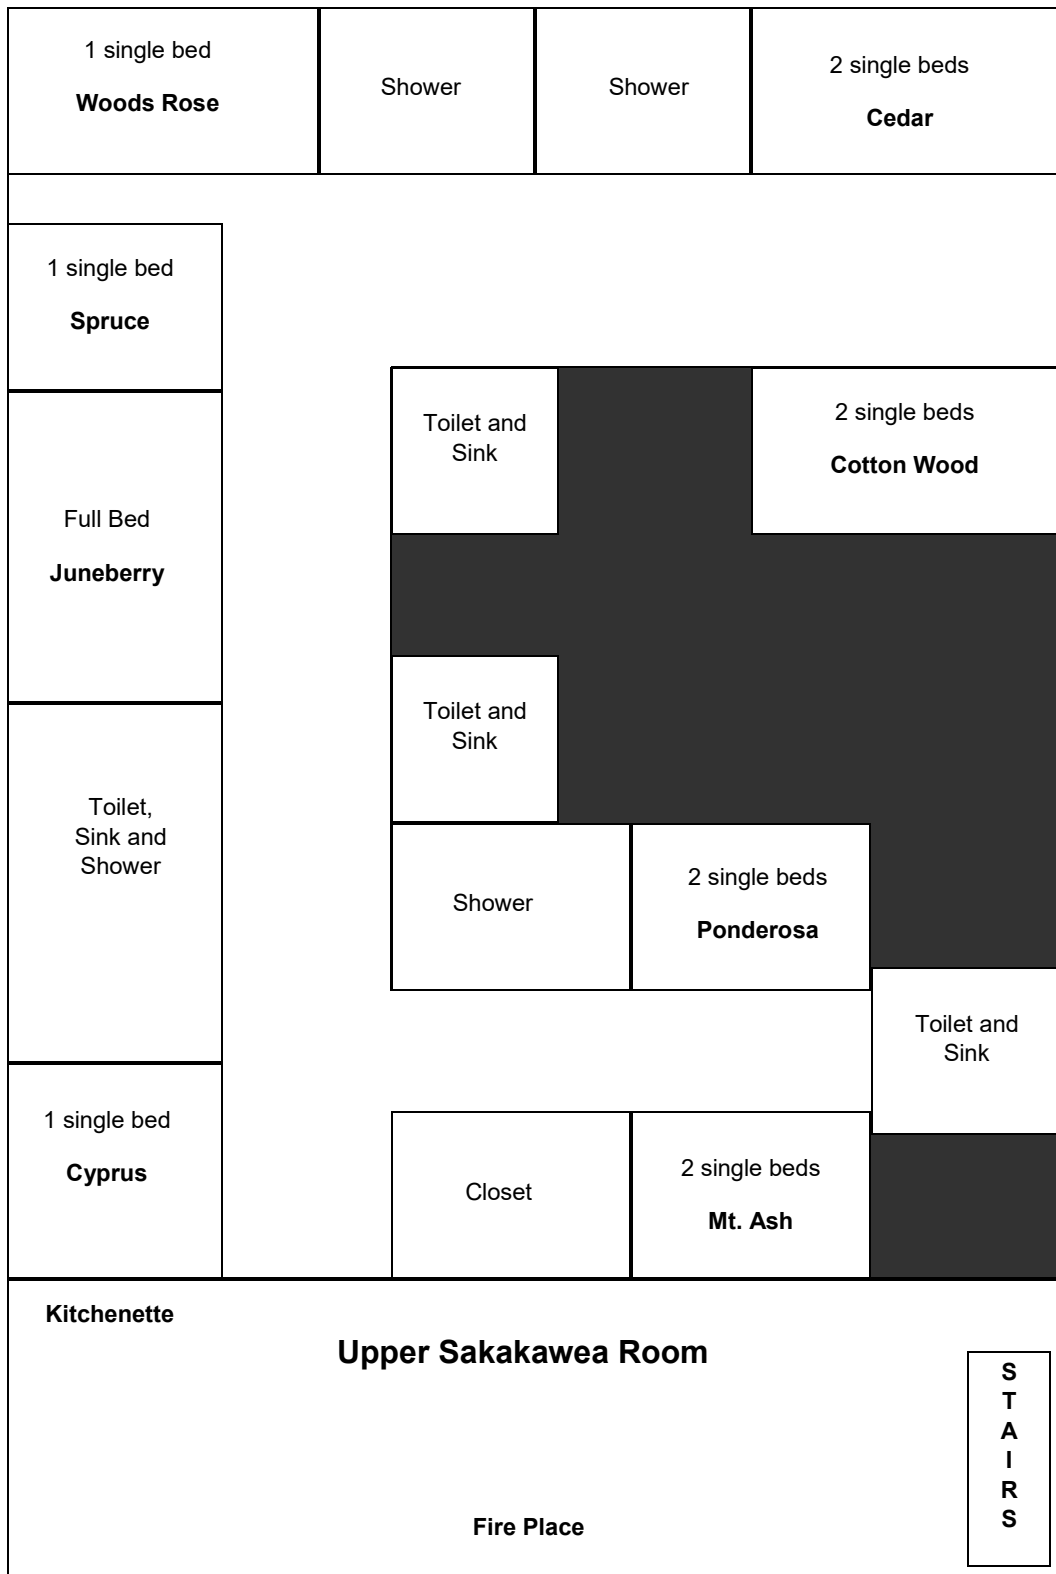 1 single bed
Woods Rose
Shower
Shower
2 single beds
Cedar
1 single bed
Spruce
Toilet and
Sink
2 single beds
Cotton Wood
Full Bed
Juneberry
Toilet and
Sink
Toilet,
Sink and
Shower
Shower
2 single beds
Ponderosa
Toilet and
Sink
1 single bed
Cyprus
Closet
2 single beds
Mt. Ash
Kitchenette
Upper Sakakawea Room
S
T
A
I
R
S
Fire Place